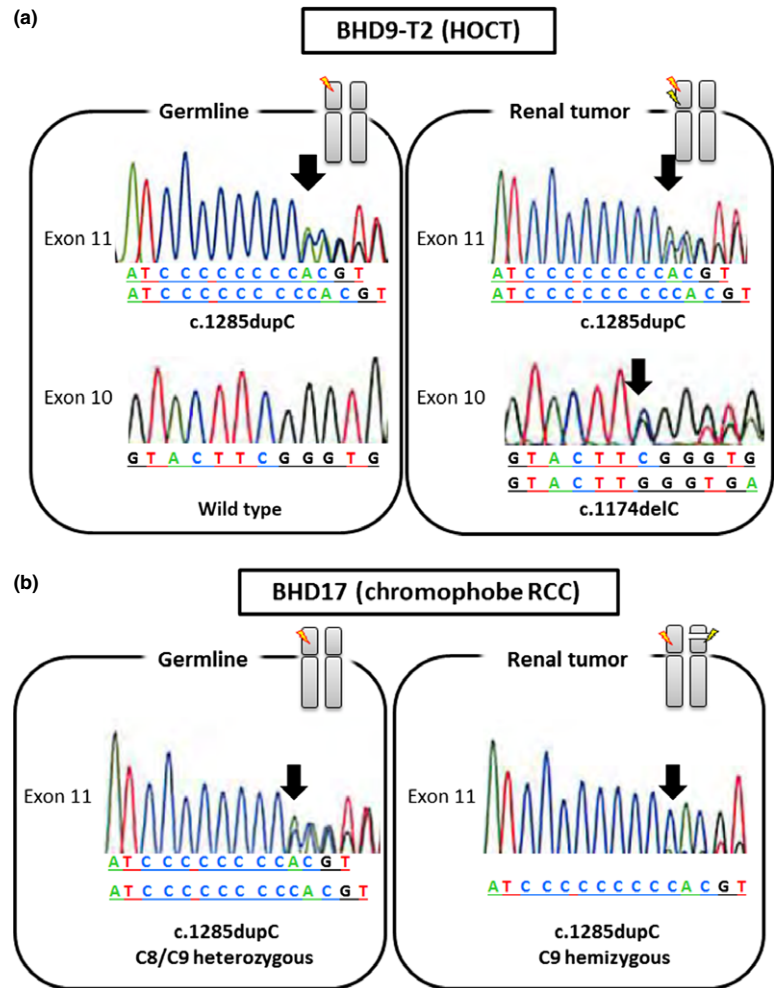 (a)
BHD9-T2 (HOCT)
Germline
Exon 11
A T C C C C C C C C A C G T
A T C C C C C C C C C A C G T
c.1285dupC
Exon 10
G T A C T T C G G G T G
Wild type
Renal tumor
Exon 11
A T C C C C C C C C A C G T
A T C C C C C C C C C A C G T
c.1285dupC
Exon 10
G T A C T T C G G G T G
G T A C T T G G G T G A
c.1174delC
(b)
BHD17 (chromophobe RCC)
Germline
Exon 11
A T C C C C C C C C A C G T
A T C C C C C C C C C A C G T
c.1285dupC
C8/C9 heterozygous
Renal tumor
Exon 11
A T C C C C C C C C C A C G T
c.1285dupC
C9 hemizygous